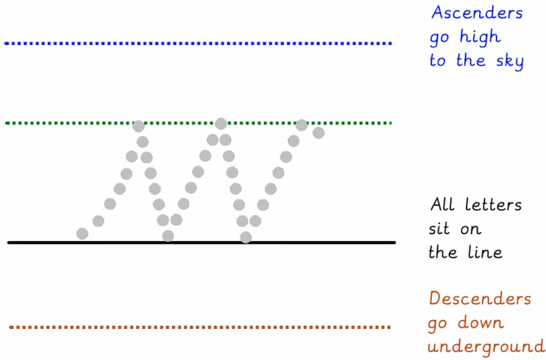 Ascenders
go high
to the sky
w
All letters
sit on
the line
Descenders
go down
underground